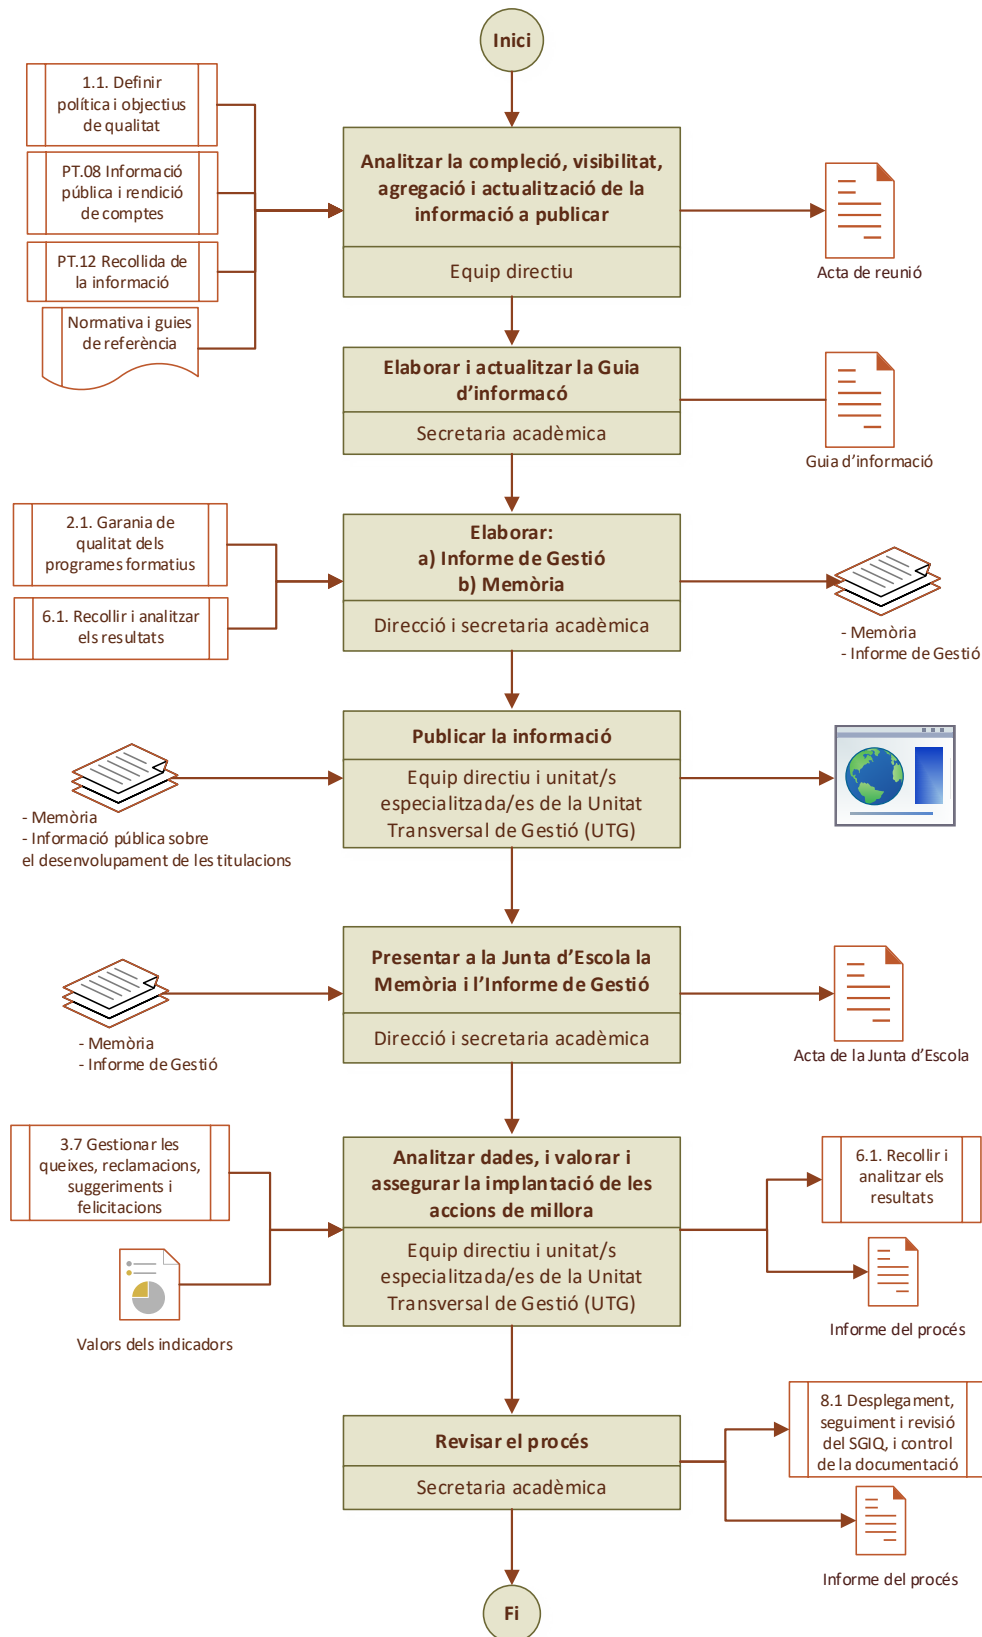 Inici
1.1. Definir
política i objectius
de qualitat
PT.08 Informació
pública i rendició
de comptes
PT.12 Recollida de
la informació
Normativa i guies
de referència
Analitzar la compleció, visibilitat,
agregació i actualització de la
informació a publicar
Equip directiu
Acta de reunió
Elaborar i actualitzar la Guia
d’informació
Secretaria acadèmica
Guia d’informació
2.1. Garania de
qualitat dels
programes formatius
6.1. Recollir i analitzar
els resultats
Elaborar:
a) Informe de Gestió
b) Memòria
Direcció i secretaria acadèmica
- Memòria
- Informe de Gestió
Publicar la informació
Equip directiu i unitat/s
especialitzada/es de la Unitat
Transversal de Gestió (UTG)
- Memòria
- Informació pública sobre
el desenvolupament de les titulacions
Presentar a la Junta d’Escola la
Memòria i l’Informe de Gestió
Direcció i secretaria acadèmica
- Memòria
- Informe de Gestió
Acta de la Junta d’Escola
3.7 Gestionar les
queixes, reclamacions,
suggeriments i
felicitacions
Valors dels indicadors
Analitzar dades, i valorar i
assegurar la implantació de les
accions de millora
Equip directiu i unitat/s
especialitzada/es de la Unitat
Transversal de Gestió (UTG)
6.1. Recollir i
analitzar els
resultats
Informe del procés
Revisar el procés
Secretaria acadèmica
8.1 Desplegament,
seguiment i revisió
del SGIQ, i control
de la documentació
Informe del procés
Fi